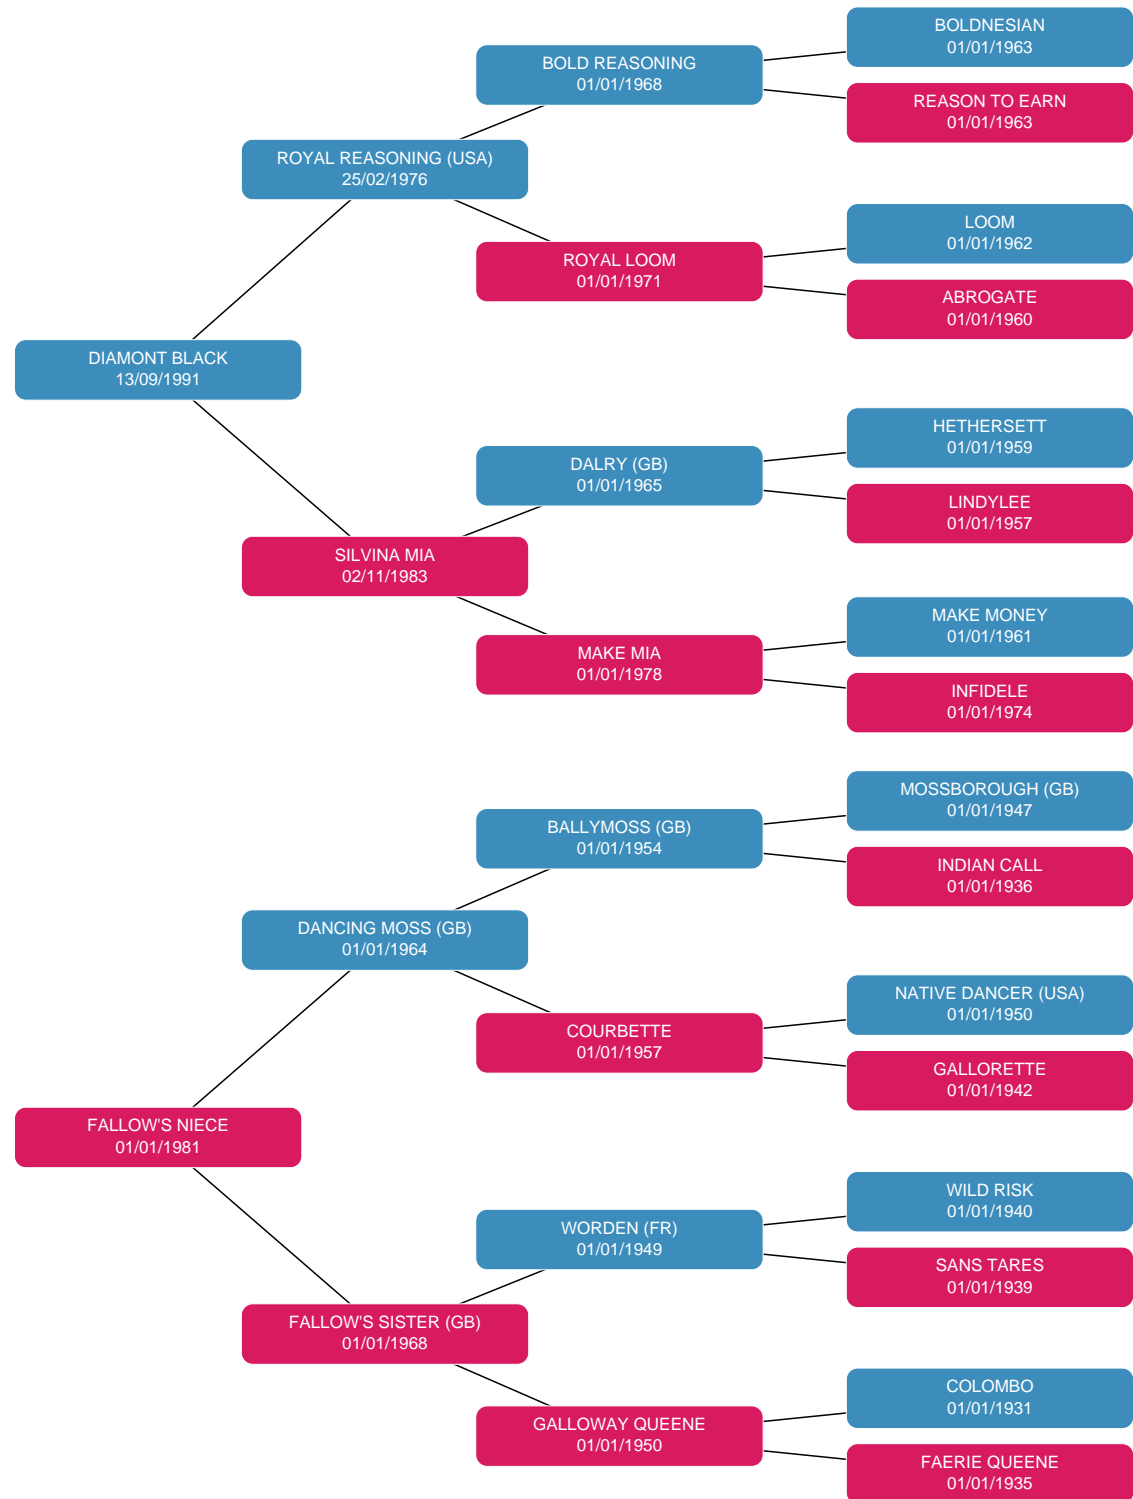 BOLDNESIAN
01/01/1963
BOLD REASONING
01/01/1968
REASON TO EARN
01/01/1963
ROYAL REASONING (USA)
25/02/1976
LOOM
01/01/1962
ROYAL LOOM
01/01/1971
ABROGATE
01/01/1960
DIAMONT BLACK
13/09/1991
HETHERSETT
01/01/1959
DALRY (GB)
01/01/1965
LINDYLEE
01/01/1957
SILVINA MIA
02/11/1983
MAKE MONEY
01/01/1961
MAKE MIA
01/01/1978
INFIDELE
01/01/1974
MOSSBOROUGH (GB)
01/01/1947
BALLYMOSS (GB)
01/01/1954
INDIAN CALL
01/01/1936
DANCING MOSS (GB)
01/01/1964
NATIVE DANCER (USA)
01/01/1950
COURBETTE
01/01/1957
GALLORETTE
01/01/1942
FALLOW'S NIECE
01/01/1981
WILD RISK
01/01/1940
WORDEN (FR)
01/01/1949
SANS TARES
01/01/1939
FALLOW'S SISTER (GB)
01/01/1968
COLOMBO
01/01/1931
GALLOWAY QUEENE
01/01/1950
FAERIE QUEENE
01/01/1935